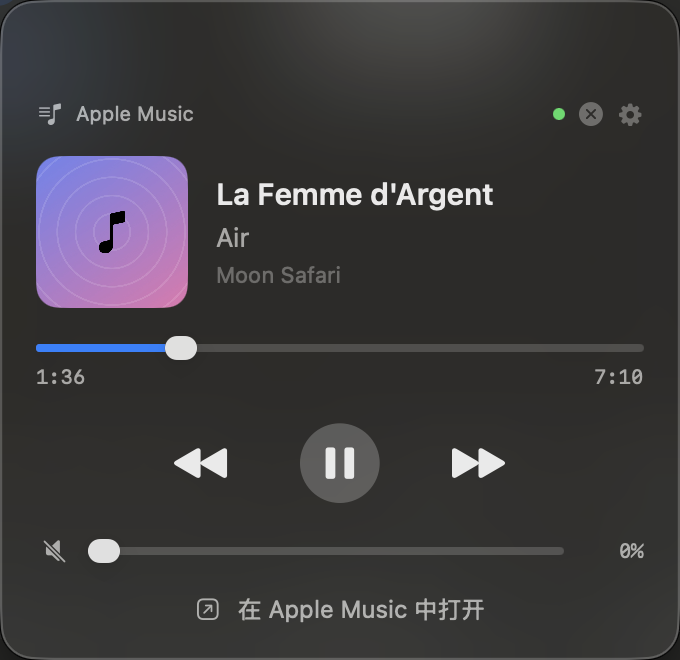 Apple Music
La Femme d'Argent
Air
Moon Safari
1:36 7:10
0%
在 Apple Music 中打开